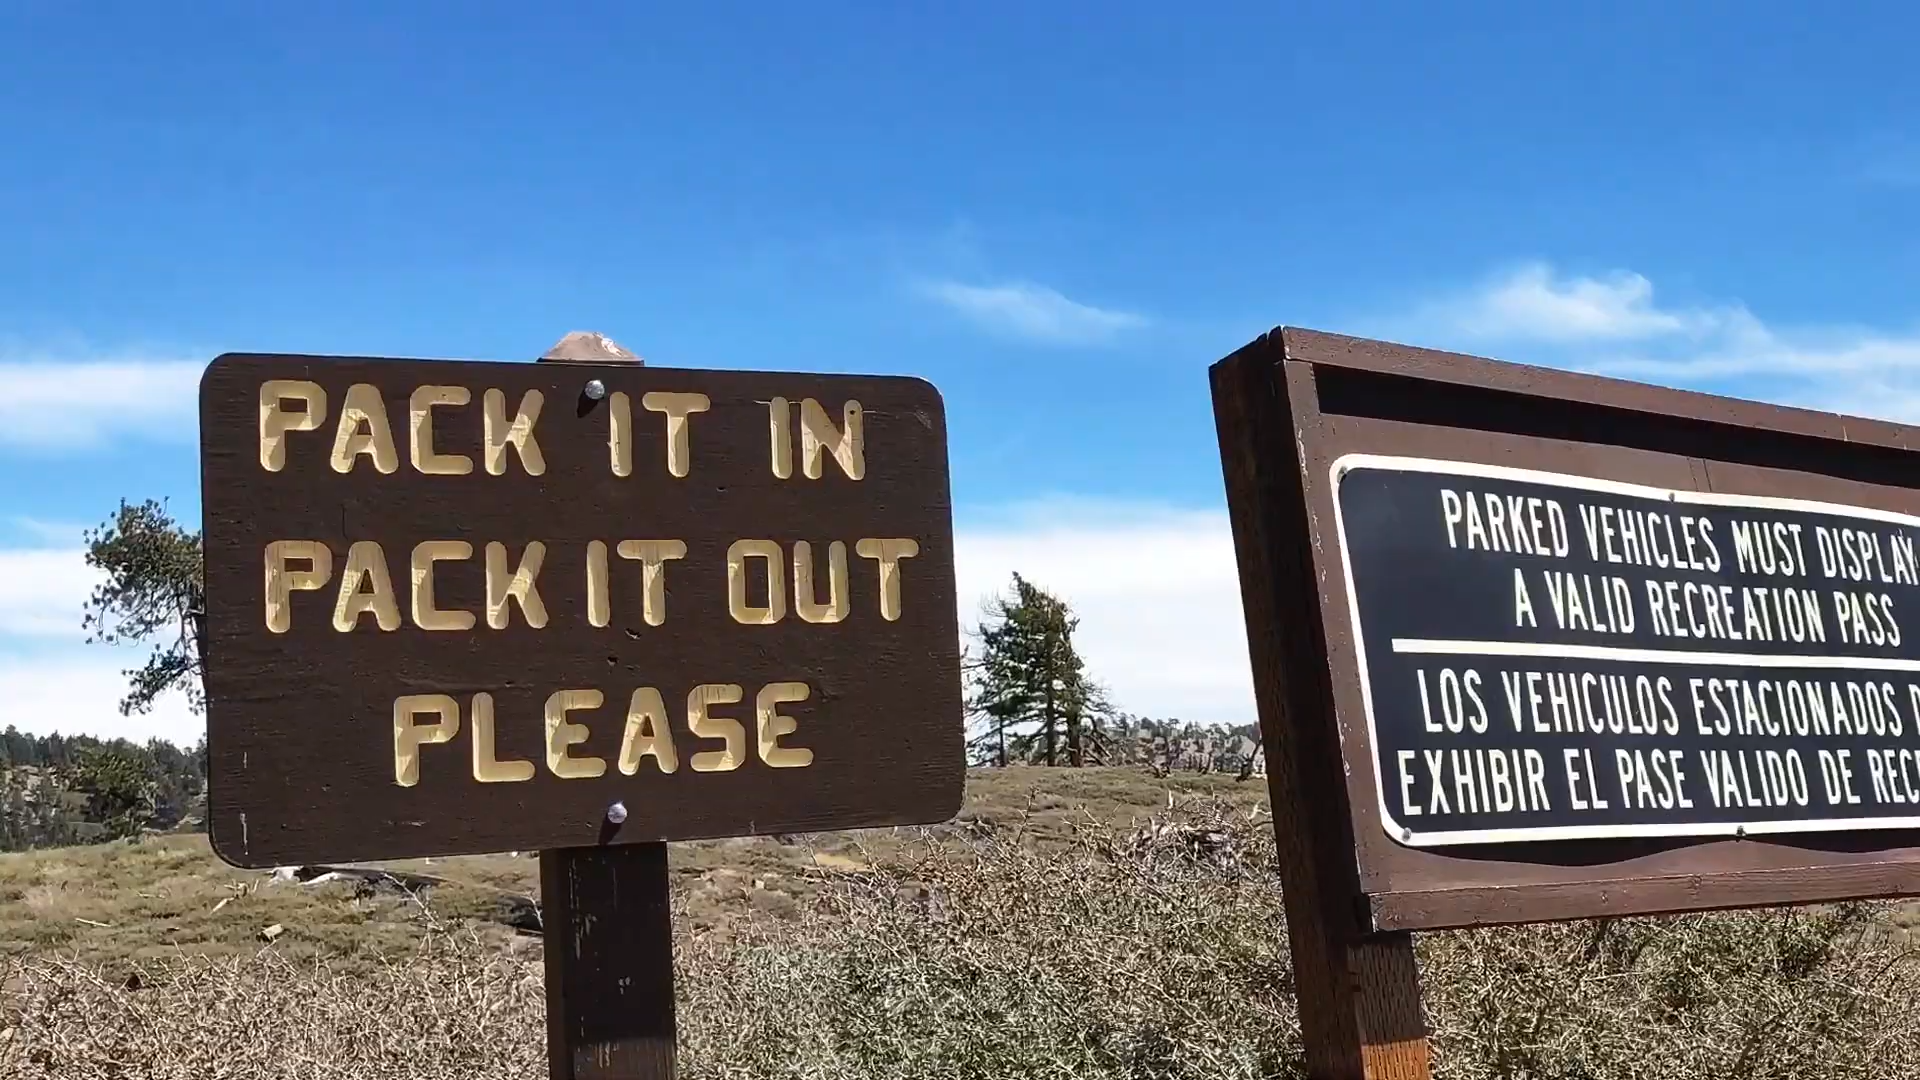 PACK IT IN
PACK IT OUT
PLEASE
PARKED VEHICLES MUST DISPLAY
A VALID RECREATION PASS
LOS VEHICULOS ESTACIONADOS
EXHIBIR EL PASE VALIDO DE